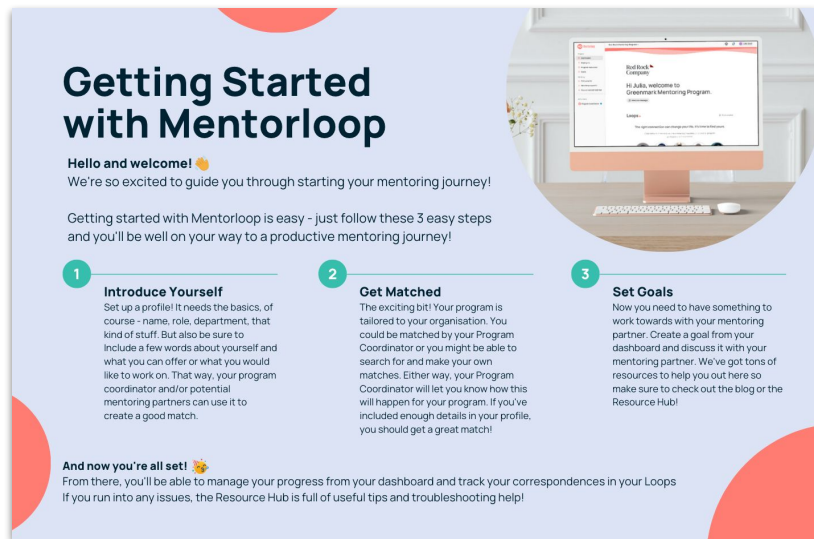 Getting Started
with Mentorloop
Hello and welcome! 👋
We're so excited to guide you through starting your mentoring journey!
Getting started with Mentorloop is easy - just follow these 3 easy steps
and you'll be well on your way to a productive mentoring journey!
Red Rock
Company
Hi Julia, welcome to
Greenmark Mentoring Program.
Loops
1
Introduce Yourself
Set up a profile! It needs the basics, of
course - name, role, department, that
kind of stuff. But also be sure to
Include a few words about yourself and
what you can offer or what you would
like to work on. That way, your program
coordinator and/or potential
mentoring partners can use it to
create a good match.
2
Get Matched
The exciting bit! Your program is
tailored to your organisation. You
could be matched by your Program
Coordinator or you might be able to
search for and make your own
matches. Either way, your Program
Coordinator will let you know how this
will happen for your program. If you've
included enough details in your profile,
you should get a great match!
3
Set Goals
Now you need to have something to
work towards with your mentoring
partner. Create a goal from your
dashboard and discuss it with your
mentoring partner. We've got tons of
resources to help you out here so
make sure to check out the blog or the
Resource Hub!
And now you're all set! 🎉
From there, you'll be able to manage your progress from your dashboard and track your correspondences in your Loops
If you run into any issues, the Resource Hub is full of useful tips and troubleshooting help!